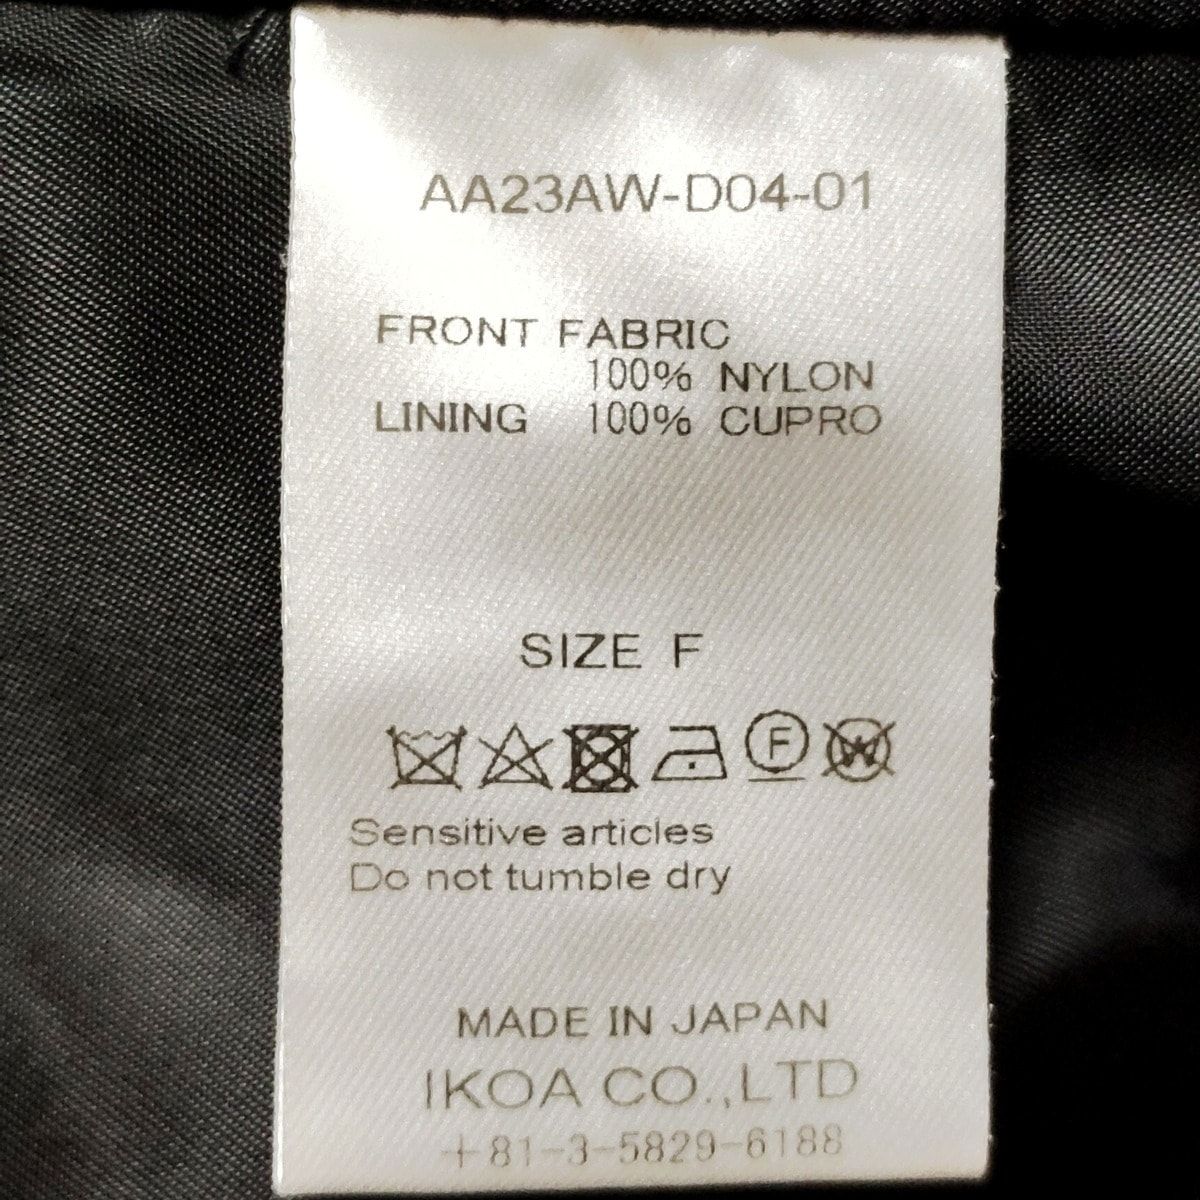 AA23AW-D04-01
FRONT FABRIC
100% NYLON
LINING 100% CUPRO
SIZE F
F W
Sensitive articles
Do not tumble dry
MADE IN JAPAN
IKOA CO.,LTD
+81-3-5829-6188